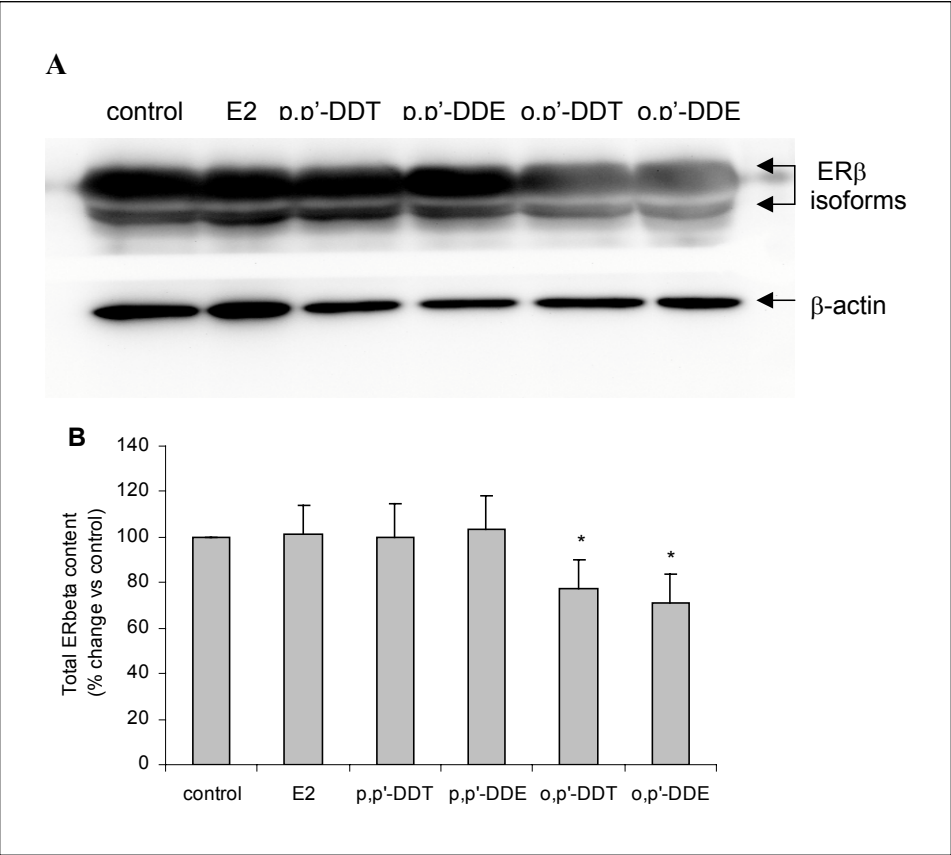 A
control E2 p,p’-DDT p,p’-DDE o,p’-DDT o,p’-DDE
ERβ
isoforms
β-actin
B
Total ERbeta content
(% change vs control)
140
120
100
80
60
40
20
0
* *
control E2 p,p'-DDT p,p'-DDE o,p'-DDT o,p'-DDE